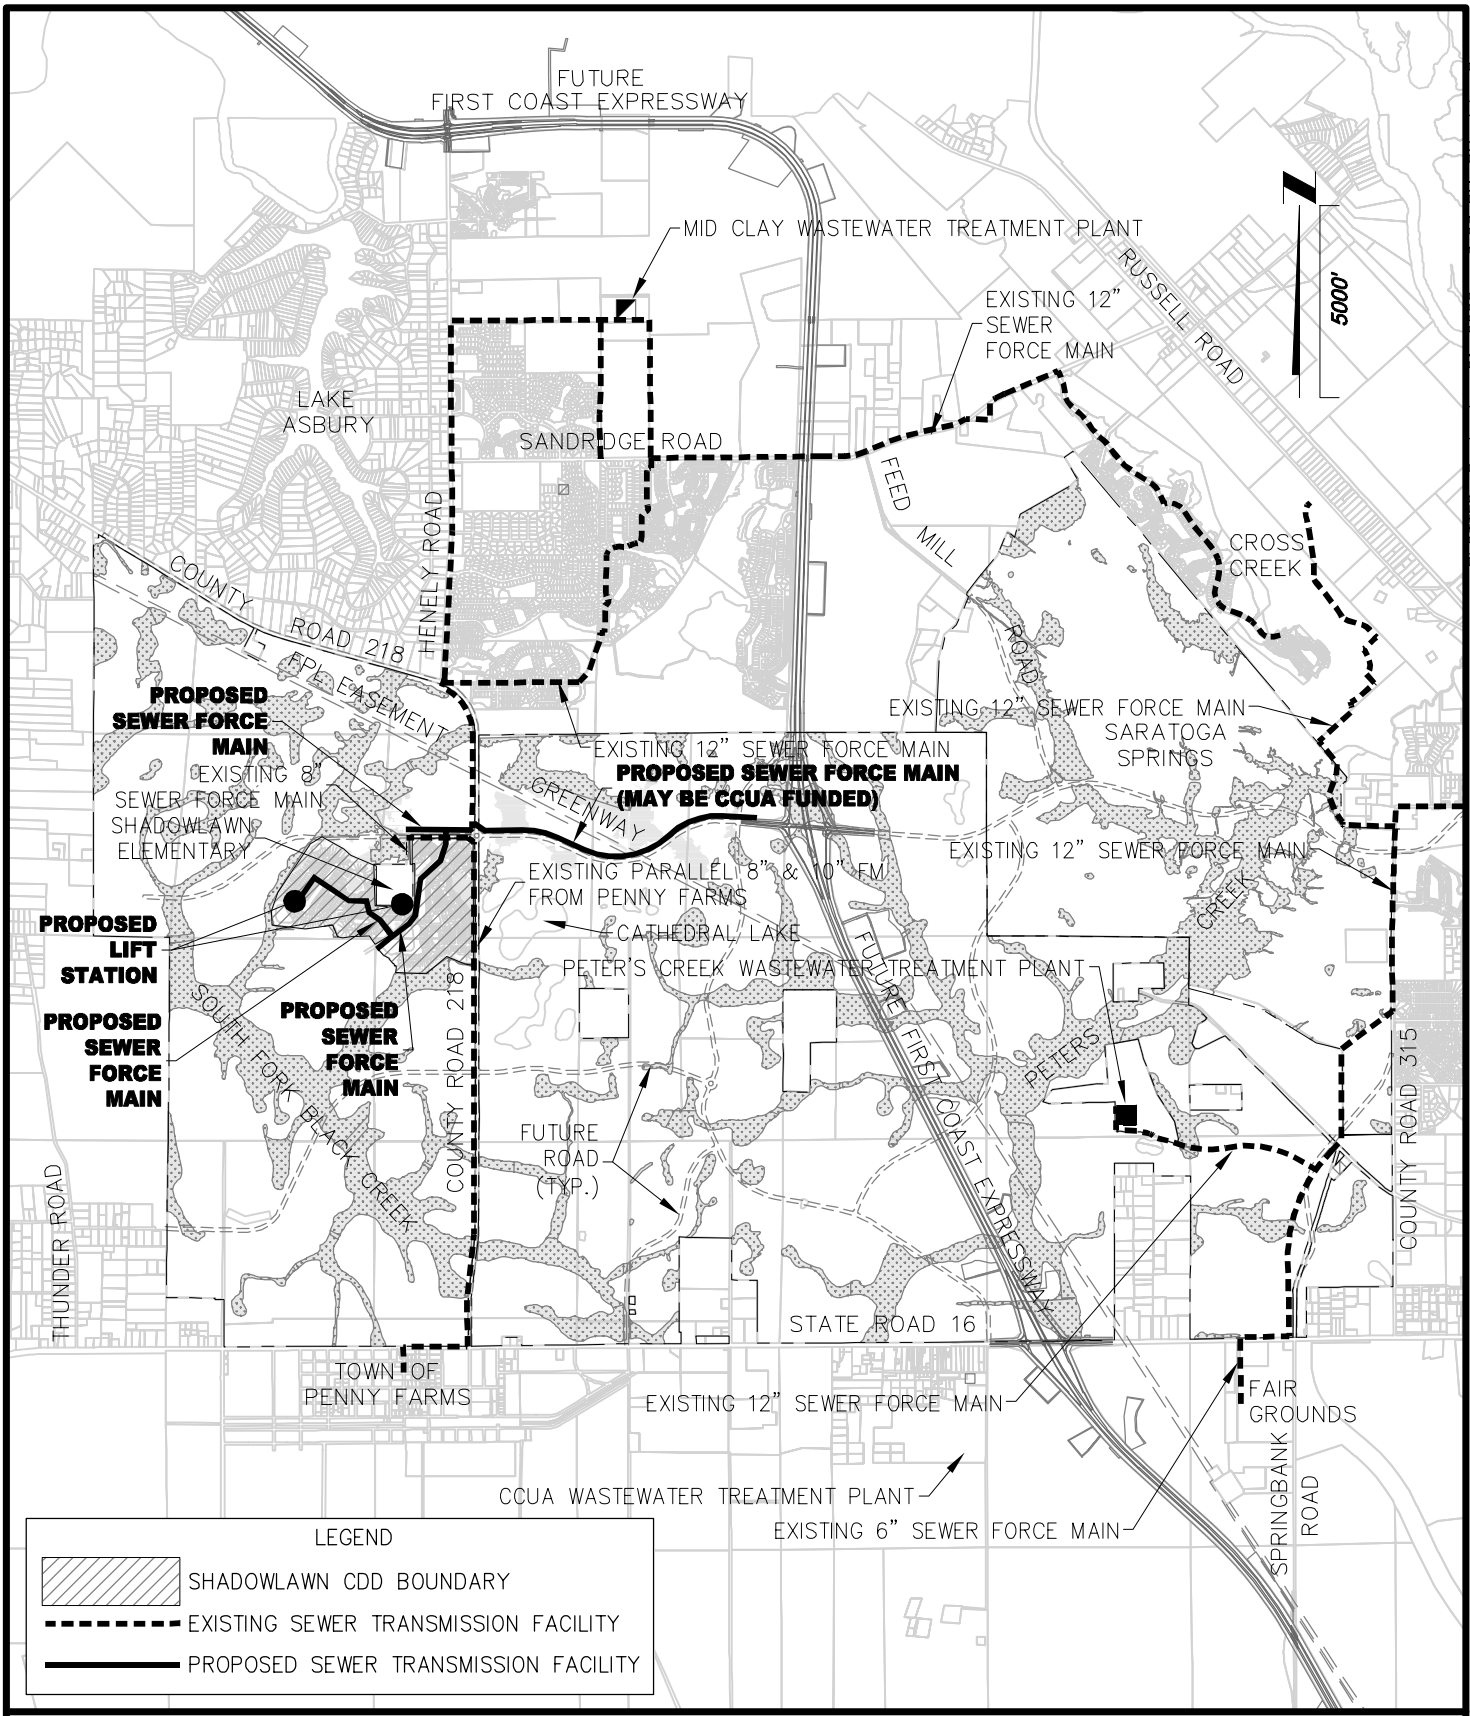 FUTURE
FIRST COAST EXPRESSWAY
MID CLAY WASTEWATER TREATMENT PLANT
RUSSELL ROAD
5000'
EXISTING 12"
SEWER
FORCE MAIN
LAKE
ASBURY
SANDRIDGE ROAD
FEED MILL ROAD
HENELY ROAD
CROSS
CREEK
COUNTY ROAD 218
FPL EASEMENT
PROPOSED
SEWER FORCE
MAIN
EXISTING 12" SEWER FORCE MAIN
SARATOGA
SPRINGS
EXISTING 12" SEWER FORCE MAIN
PROPOSED SEWER FORCE MAIN
(MAY BE CCUA FUNDED)
GREENWAY
EXISTING 8"
SEWER FORCE MAIN
SHADOWLAWN
ELEMENTARY
EXISTING 12" SEWER FORCE MAIN
EXISTING PARALLEL 8" & 10" FM
FROM PENNY FARMS
CATHEDRAL LAKE
PETERS CREEK
PROPOSED
LIFT
STATION
PETER'S CREEK WASTEWATER TREATMENT PLANT
FUTURE FIRST COAST EXPRESSWAY
PROPOSED
SEWER
FORCE
MAIN
PROPOSED
SEWER
FORCE
MAIN
SOUTH FORK BLACK CREEK
COUNTY ROAD 218
COUNTY ROAD 315
FUTURE
ROAD
(TYP.)
THUNDER ROAD
STATE ROAD 16
TOWN OF
PENNY FARMS
EXISTING 12" SEWER FORCE MAIN
FAIR
GROUNDS
SPRINGBANK
ROAD
CCUA WASTEWATER TREATMENT PLANT
EXISTING 6" SEWER FORCE MAIN
LEGEND
SHADOWLAWN CDD BOUNDARY
EXISTING SEWER TRANSMISSION FACILITY
PROPOSED SEWER TRANSMISSION FACILITY